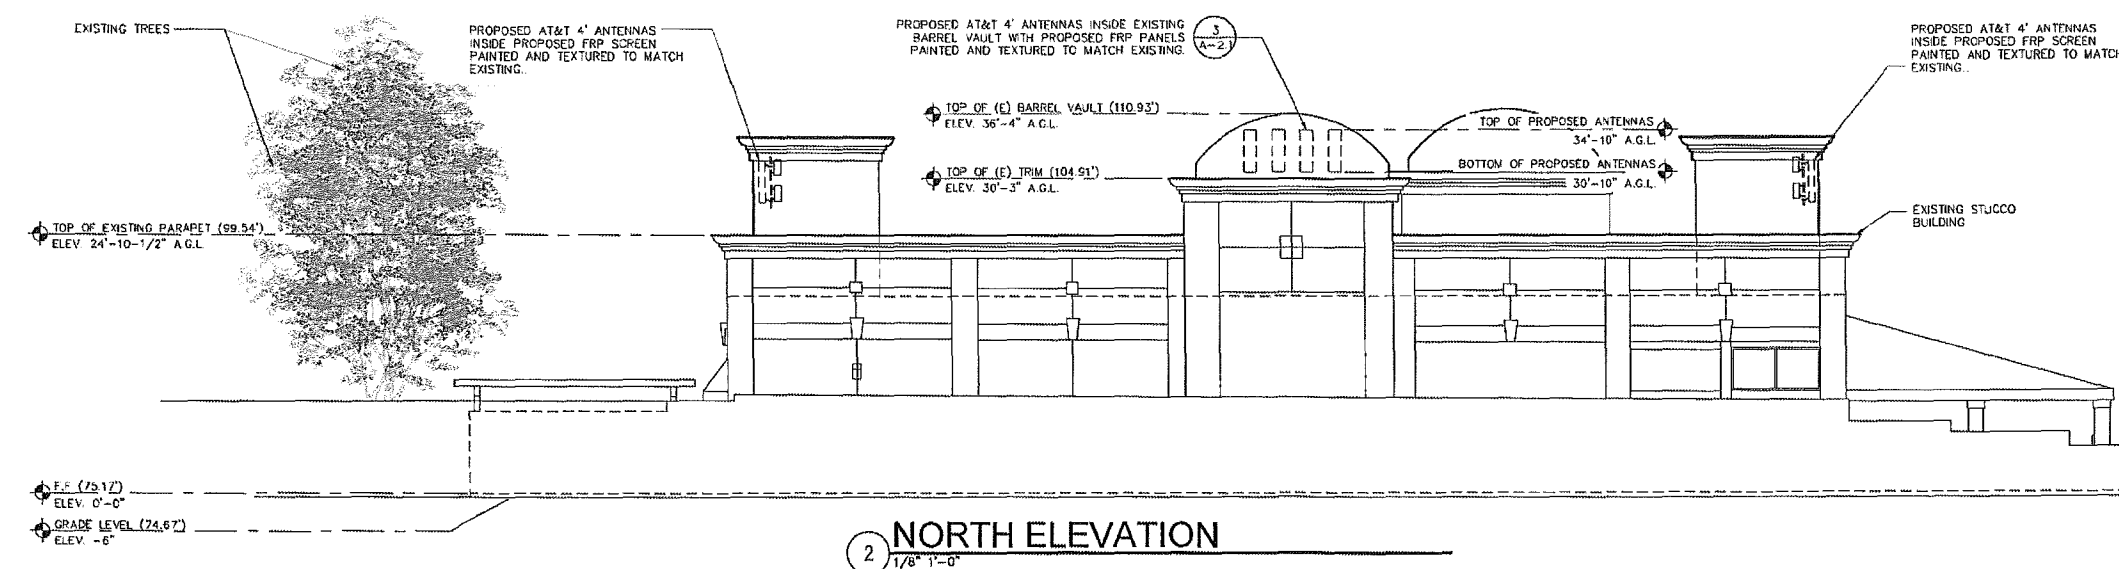 EXISTING TREES
PROPOSED AT&T 4' ANTENNAS
INSIDE PROPOSED FRP SCREEN
PAINTED AND TEXTURED TO MATCH
EXISTING..
PROPOSED AT&T 4' ANTENNAS INSIDE EXISTING
BARREL VAULT WITH PROPOSED FRP PANELS
PAINTED AND TEXTURED TO MATCH EXISTING.
3
A-2.1
PROPOSED AT&T 4' ANTENNAS
INSIDE PROPOSED FRP SCREEN
PAINTED AND TEXTURED TO MATCH
EXISTING..
TOP OF (E) BARREL VAULT (110.93')
ELEV. 36'-4" A.G.L.
TOP OF PROPOSED ANTENNAS
34'-10" A.G.L.
TOP OF (E) TRIM (104.91')
ELEV. 30'-3" A.G.L.
BOTTOM OF PROPOSED ANTENNAS
30'-10" A.G.L.
TOP OF EXISTING PARAPET (99.54')
ELEV. 24'-10-1/2" A.G.L
EXISTING STUCCO
BUILDING
F.F (75.17')
ELEV. 0'-0"
GRADE LEVEL (74.67')
ELEV. -6"
2 NORTH ELEVATION
1/8" 1'-0"